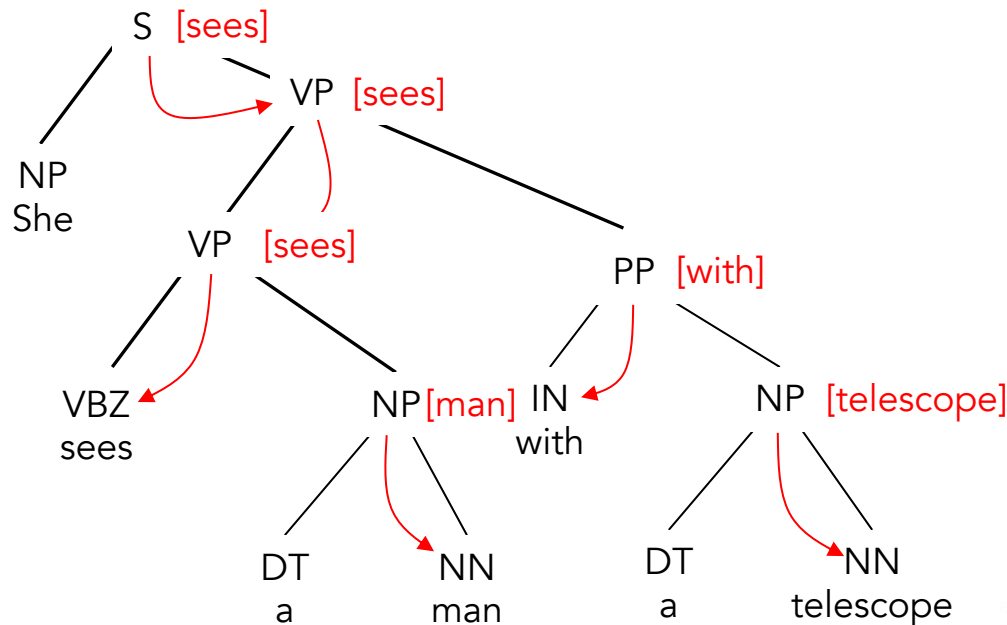 S [sees]
VP [sees]
NP
She
VP [sees]
PP [with]
VBZ
sees
NP [man]
IN
with
NP [telescope]
DT
a
NN
man
DT
a
NN
telescope